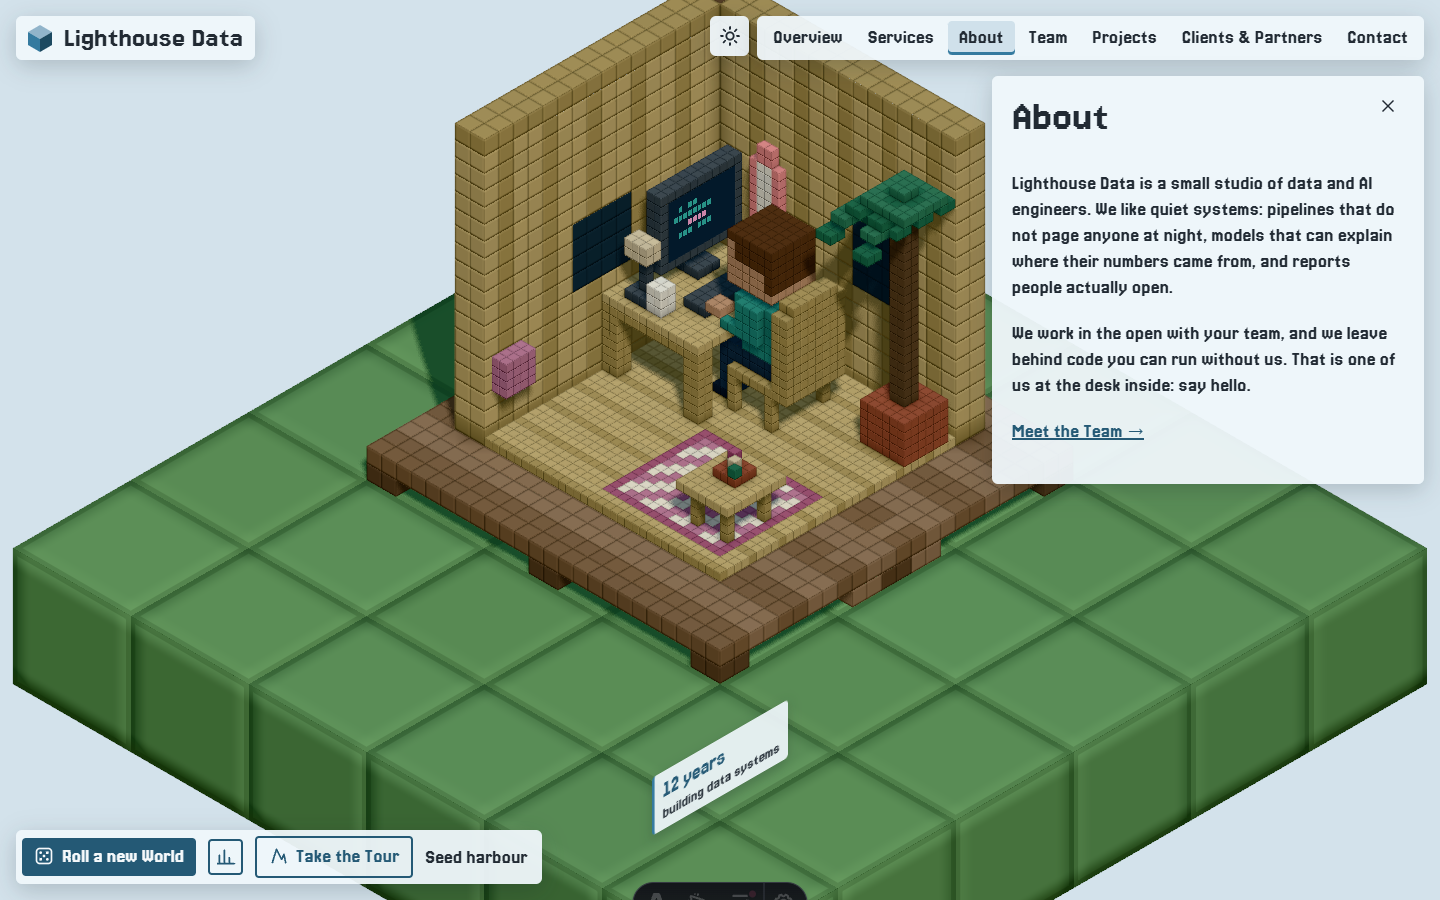 Lighthouse Data
Overview
Services
About
Team
Projects
Clients & Partners
Contact
About
Lighthouse Data is a small studio of data and AI
engineers. We like quiet systems: pipelines that do
not page anyone at night, models that can explain
where their numbers came from, and reports
people actually open.
We work in the open with your team, and we leave
behind code you can run without us. That is one of
us at the desk inside: say hello.
Meet the Team →
12 years
building data systems
Roll a new World
Take the Tour
Seed harbour